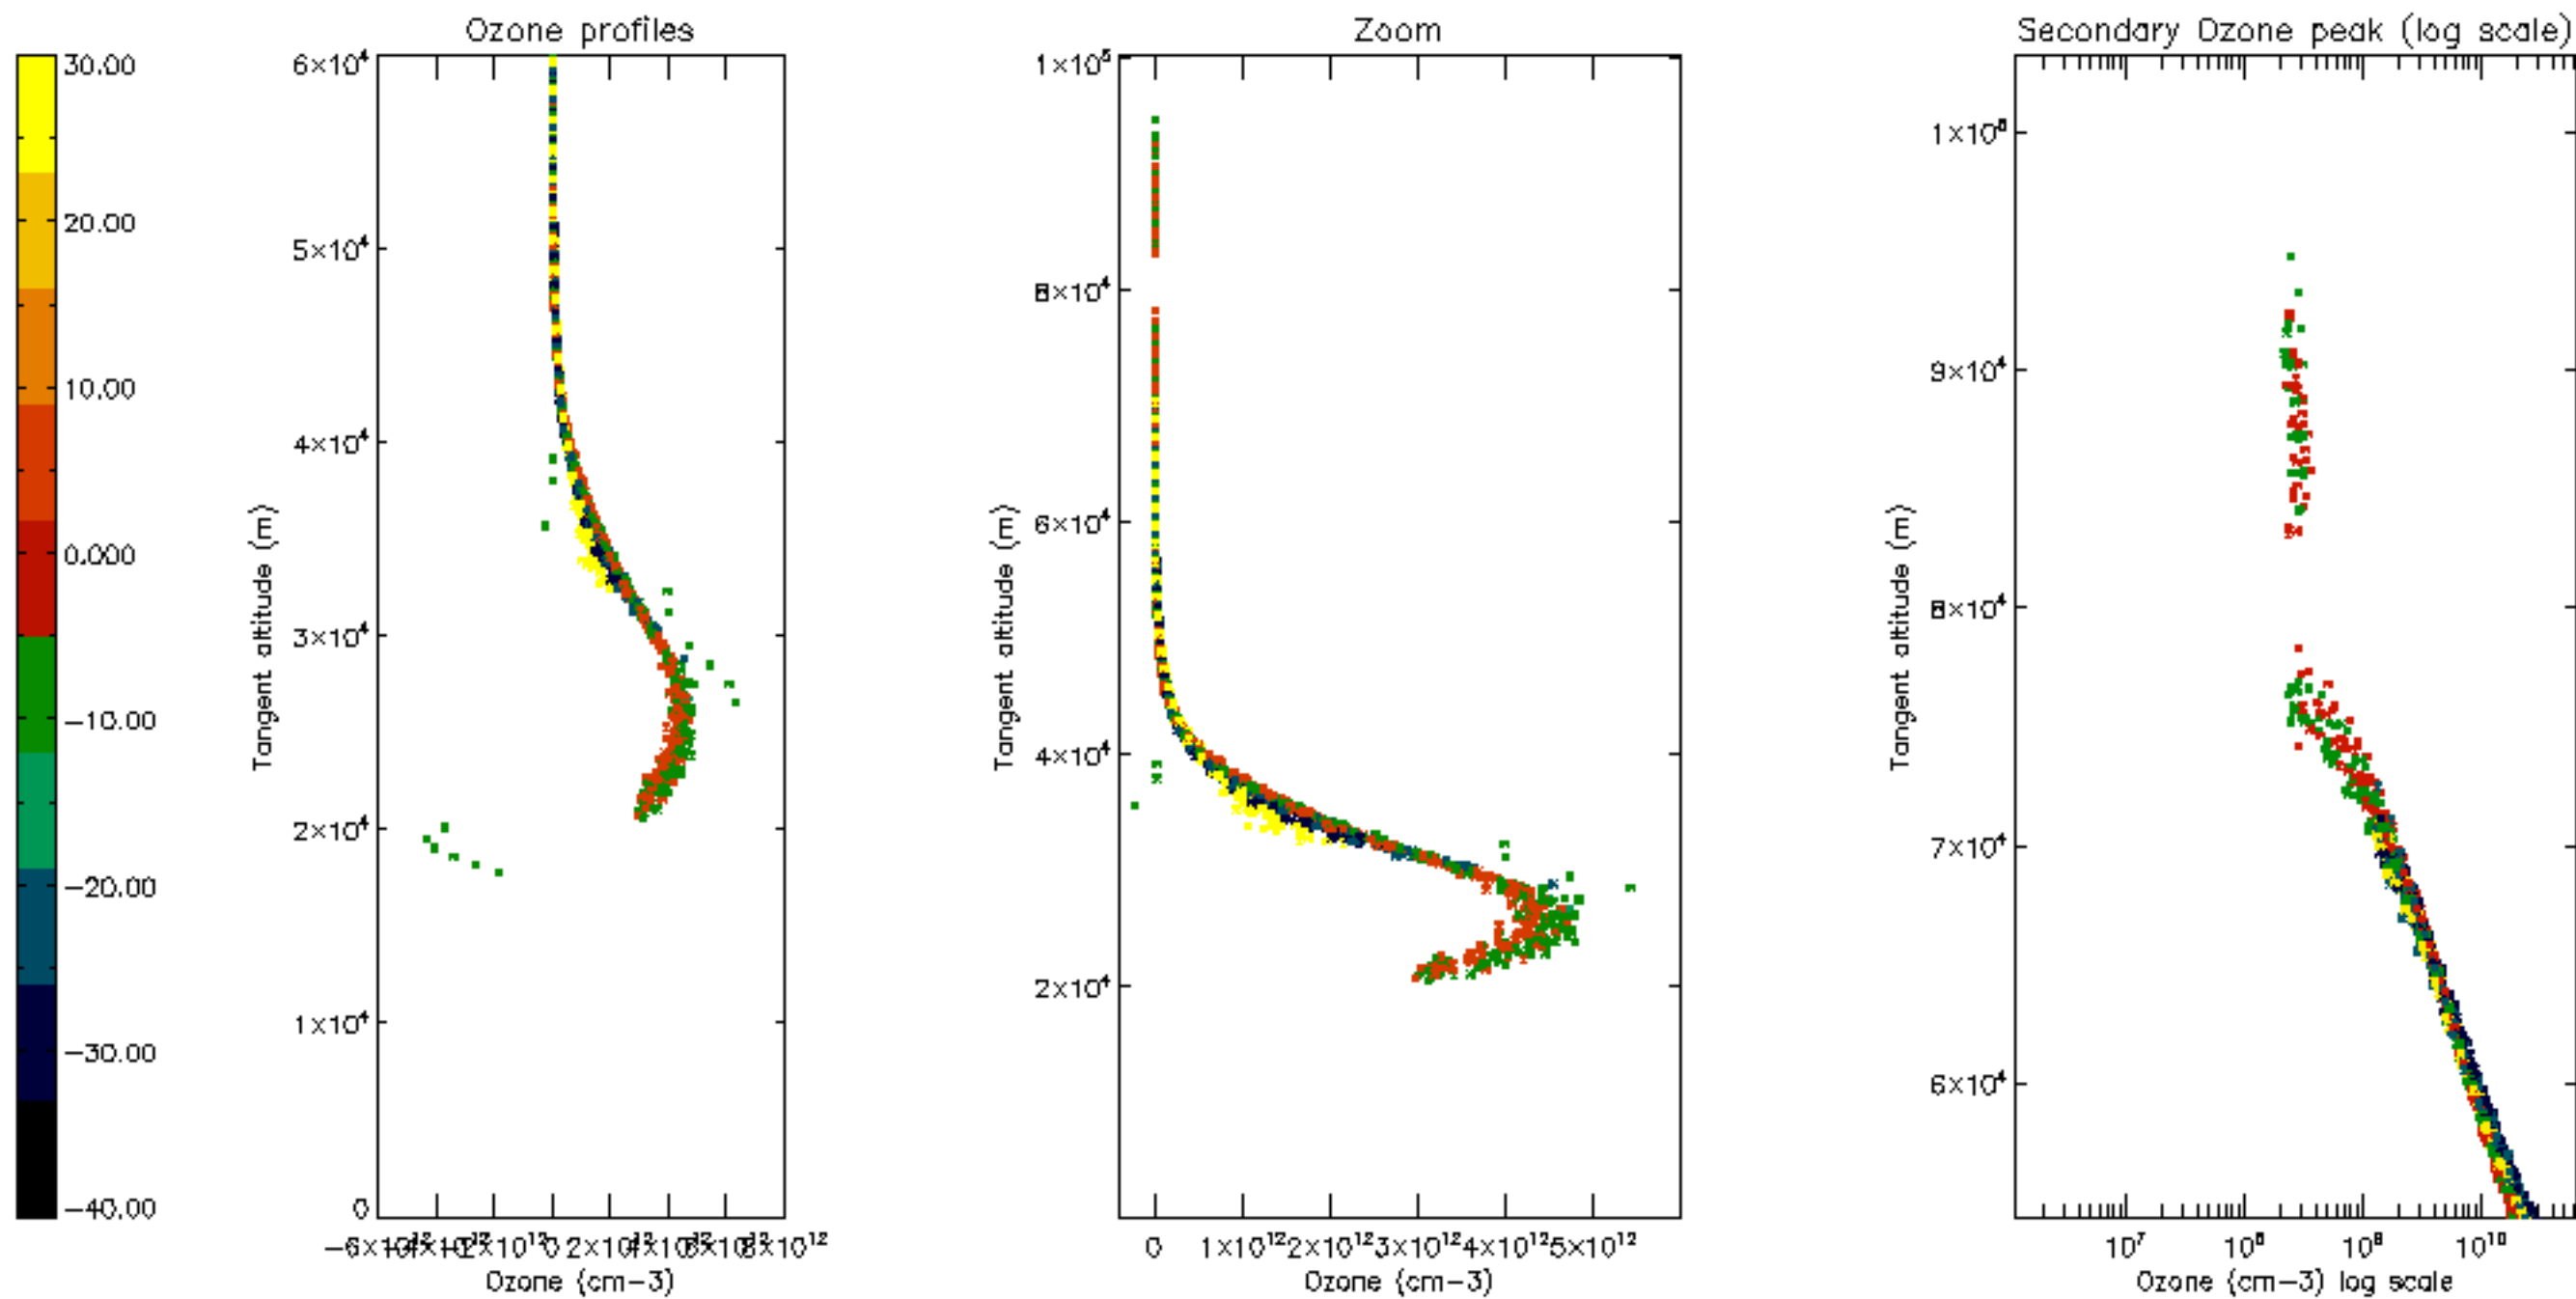 Ozone profiles
Zoom
Secondary Ozone peak (log scale)
30.00
20.00
10.00
0.000
-10.00
-20.00
-30.00
-40.00
6×10⁴
5×10⁴
4×10⁴
3×10⁴
2×10⁴
1×10⁴
0
Tangent altitude (m)
0
8×10¹²
Ozone (cm-3)
1×10⁵
8×10⁴
6×10⁴
4×10⁴
2×10⁴
Tangent altitude (m)
0 1×10¹² 2×10¹² 3×10¹² 4×10¹² 5×10¹²
Ozone (cm-3)
9×10⁴
8×10⁴
7×10⁴
6×10⁴
Tangent altitude (m)
10⁷ 10⁸ 10⁹ 10¹⁰
Ozone (cm-3) log scale